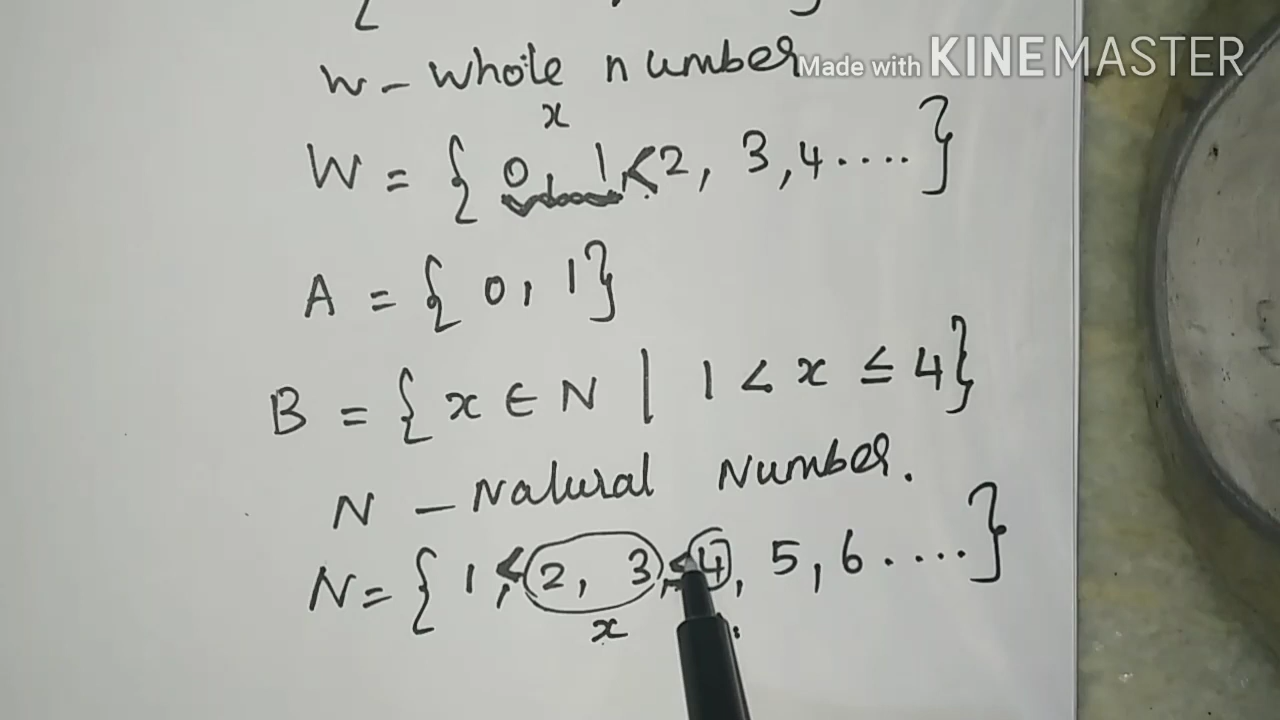 {
W - Whole number
Made with KINEMASTER
x
W = { 0, 1 < 2, 3, 4 .... }
A = { 0, 1 }
B = { x ∈ N | 1 < x ≤ 4 }
N - Natural Number.
N = { 1, < 2, 3, ≤ 4, 5, 6 .... }
x